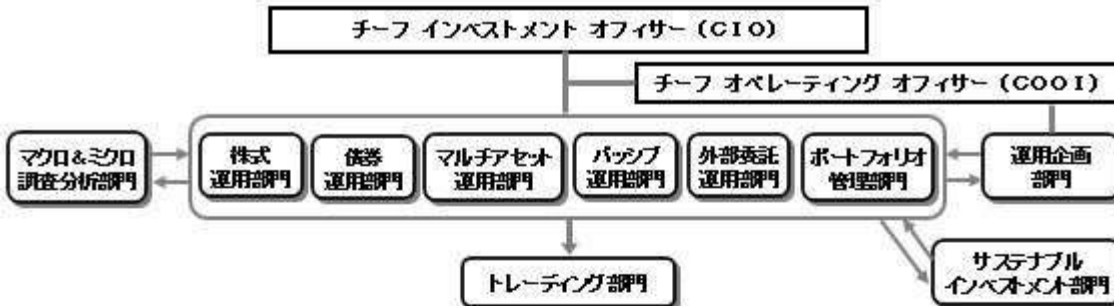 チーフ インベストメント オフィサー (CIO)
チーフ オペレーティング オフィサー (COOI)
マクロ&ミクロ
調査分析部門
株式
運用部門
債券
運用部門
マルチアセット
運用部門
パッシブ
運用部門
外部委託
運用部門
ポートフォリオ
管理部門
運用企画
部門
トレーディング部門
サステナブル
インベストメント部門